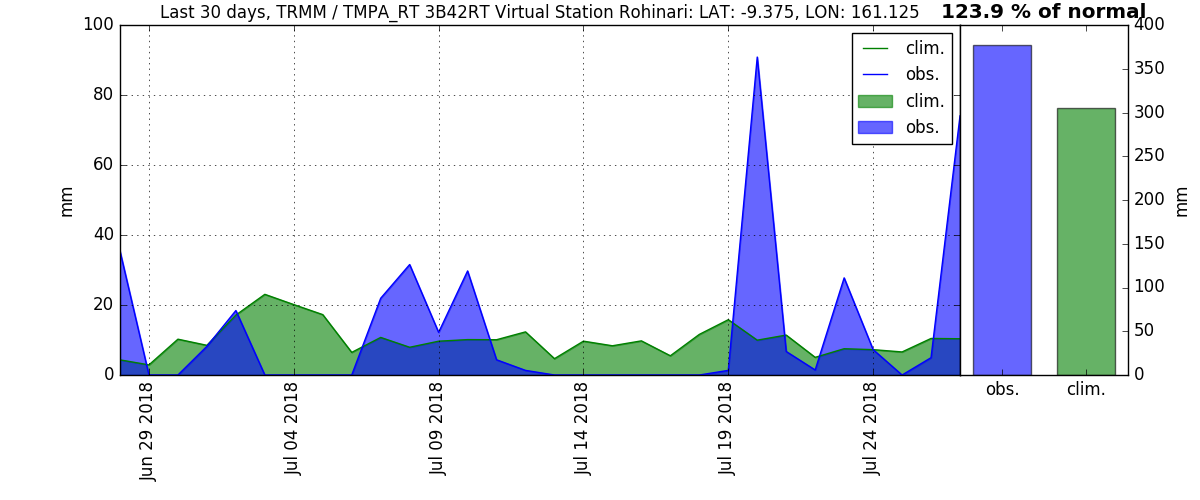 Last 30 days, TRMM / TMPA_RT 3B42RT Virtual Station Rohinari: LAT: -9.375, LON: 161.125
123.9 % of normal
100
80
60
40
20
0
mm
clim.
obs.
clim.
obs.
Jun 29 2018
Jul 04 2018
Jul 09 2018
Jul 14 2018
Jul 19 2018
Jul 24 2018
400
350
300
250
200
150
100
50
0
mm
obs.
clim.